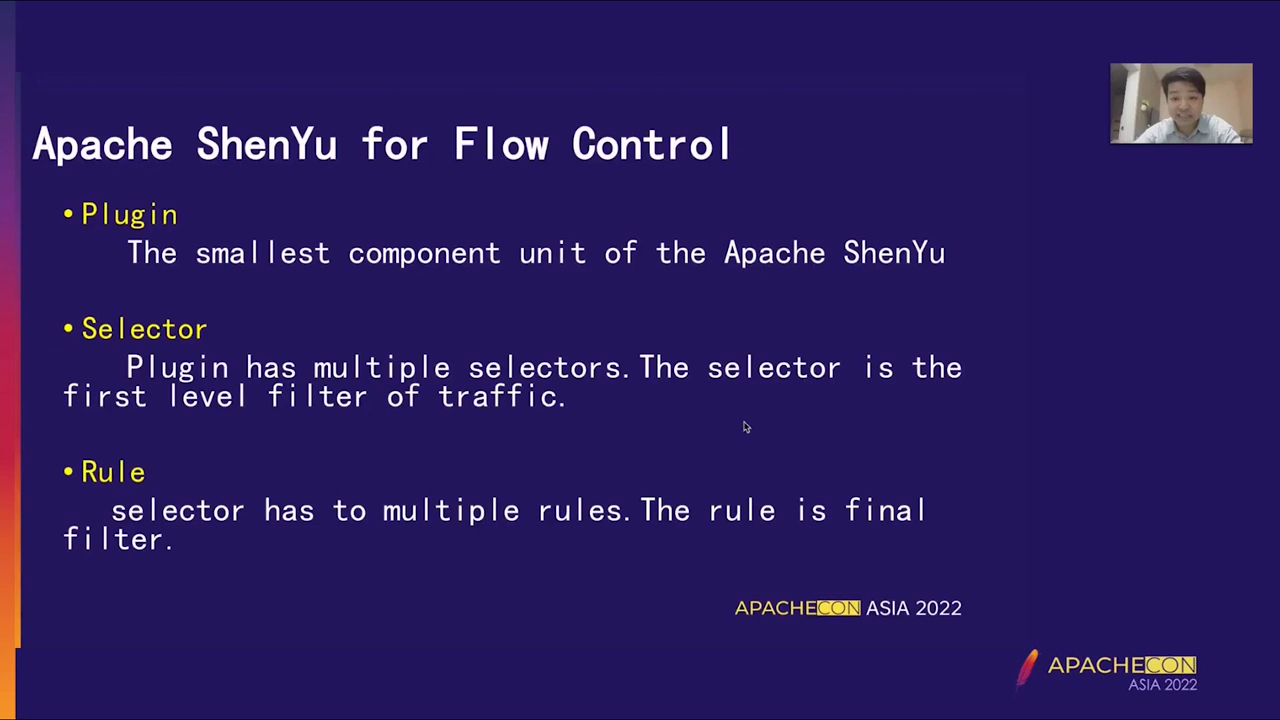 Apache ShenYu for Flow Control
• Plugin
The smallest component unit of the Apache ShenYu
• Selector
Plugin has multiple selectors. The selector is the
first level filter of traffic.
• Rule
selector has to multiple rules. The rule is final
filter.
APACHECON ASIA 2022
APACHECON
ASIA 2022